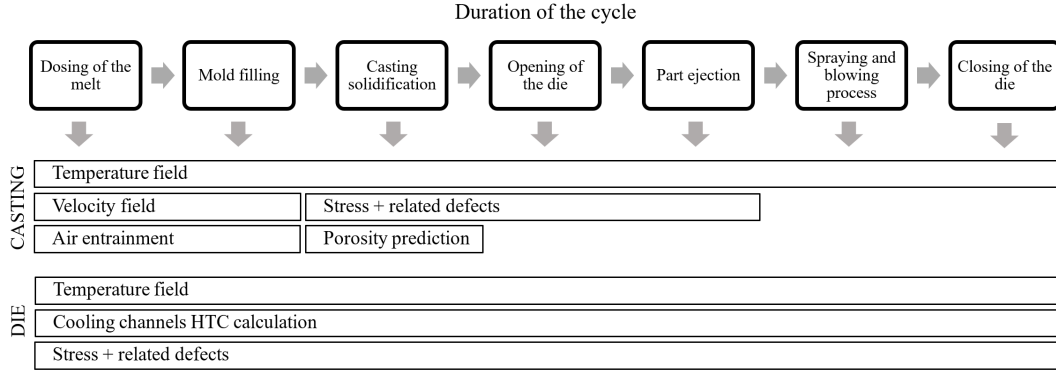 Duration of the cycle
Dosing of the
melt
Mold filling
Casting
solidification
Opening of
the die
Part ejection
Spraying and
blowing
process
Closing of the
die
CASTING
Temperature field
Velocity field
Stress + related defects
Air entrainment
Porosity prediction
DIE
Temperature field
Cooling channels HTC calculation
Stress + related defects